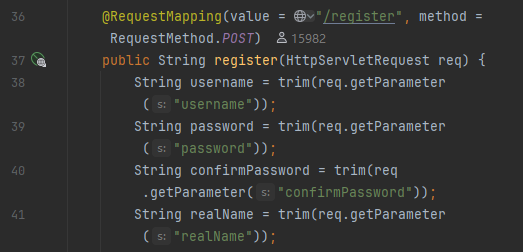 36 @RequestMapping(value = "/register", method =
RequestMethod.POST) 15982
37 public String register(HttpServletRequest req) {
38 String username = trim(req.getParameter
( s: "username"));
39 String password = trim(req.getParameter
( s: "password"));
40 String confirmPassword = trim(req
.getParameter( s: "confirmPassword"));
41 String realName = trim(req.getParameter
( s: "realName"));